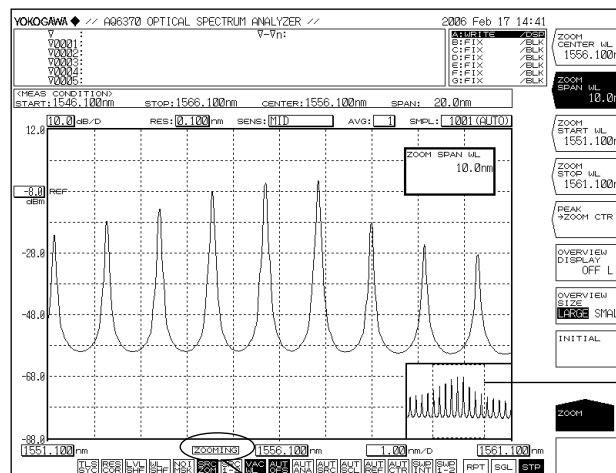 YOKOGAWA ◆ // AQ6370 OPTICAL SPECTRUM ANALYZER // 2006 Feb 17 14:41
∇ : ∇-∇n:
∇0001:
∇0002:
∇0003:
∇0004:
∇0005:
A:WRITE /DSP
B:FIX /BLK
C:FIX /BLK
D:FIX /BLK
E:FIX /BLK
F:FIX /BLK
G:FIX /BLK
<MEAS CONDITION>
START:1546.100nm STOP:1566.100nm CENTER:1556.100nm SPAN: 20.0nm
10.0 dB/D RES: 0.100 nm SENS: MID AVG: 1 SMPL: 1001(AUTO)
12.0
ZOOM SPAN WL
10.0nm
-8.0 REF
dBm
-28.0
-48.0
-68.0
-88.0
1551.100nm ZOOMING 1556.100nm 1.00nm/D 1561.100nm
RPT SGL STP
ZOOM
CENTER WL
1556.100n
ZOOM
SPAN WL
10.0n
ZOOM
START WL
1551.100n
ZOOM
STOP WL
1561.100n
PEAK
→ZOOM CTR
OVERVIEW
DISPLAY
OFF L
OVERVIEW
SIZE
LARGE SMAL
INITIAL
ZOOM